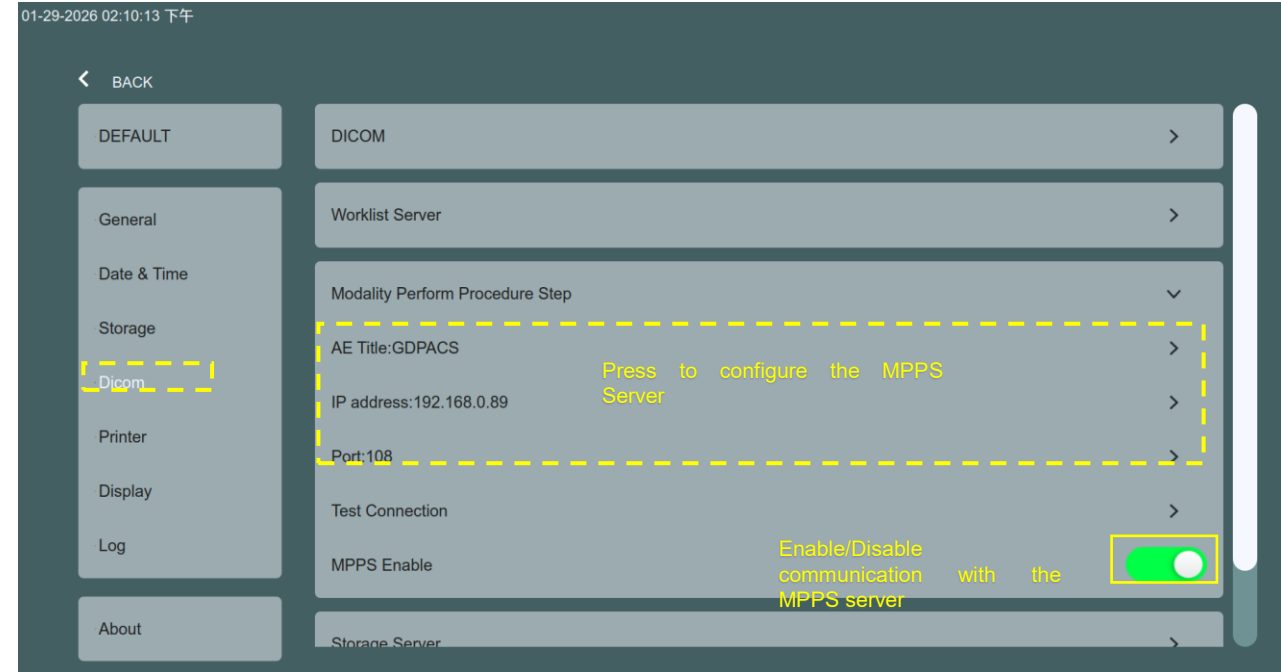 01-29-2026 02:10:13 下午
BACK
DEFAULT
General
Date & Time
Storage
Dicom
Printer
Display
Log
About
DICOM
Worklist Server
Modality Perform Procedure Step
AE Title:GDPACS
IP address:192.168.0.89
Port:108
Press to configure the MPPS
Server
Test Connection
MPPS Enable
Enable/Disable
communication with the
MPPS server
Storage Server